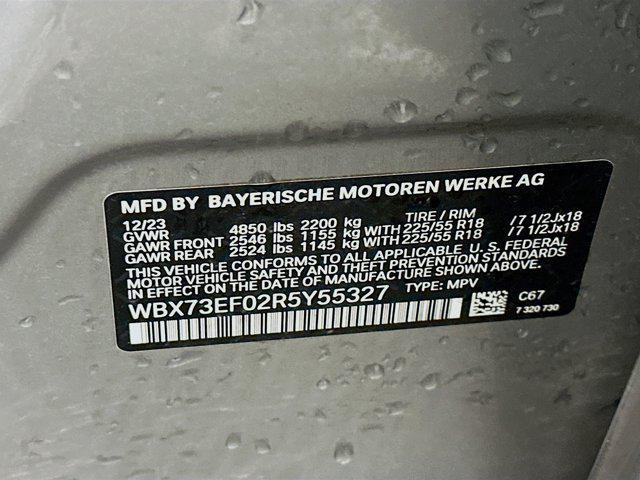 MFD BY BAYERISCHE MOTOREN WERKE AG
12/23 TIRE / RIM
GVWR 4850 lbs 2200 kg
GAWR FRONT 2546 lbs 1155 kg WITH 225/55 R18 / 7 1/2Jx18
GAWR REAR 2524 lbs 1145 kg WITH 225/55 R18 / 7 1/2Jx18
THIS VEHICLE CONFORMS TO ALL APPLICABLE U. S. FEDERAL
MOTOR VEHICLE SAFETY, BUMPER, AND THEFT PREVENTION STANDARDS
IN EFFECT ON THE DATE OF MANUFACTURE SHOWN ABOVE.
WBX73EF02R5Y55327 TYPE: MPV
C67
7 320 730